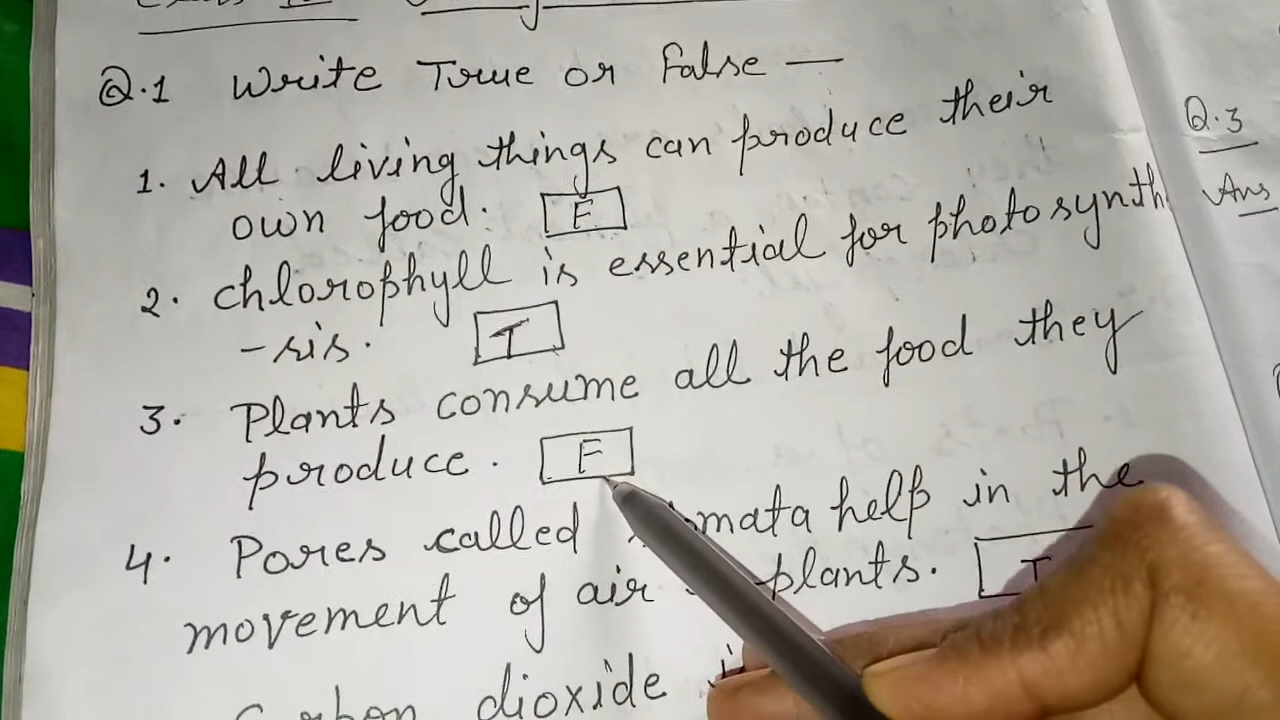 Q.1 Write True or False —
1. All living things can produce their
own food. F
2. Chlorophyll is essential for photosynth
-sis. T
3. Plants consume all the food they
produce. F
4. Pores called help in the
movement of air plants. T
dioxide
Q.3
Ans